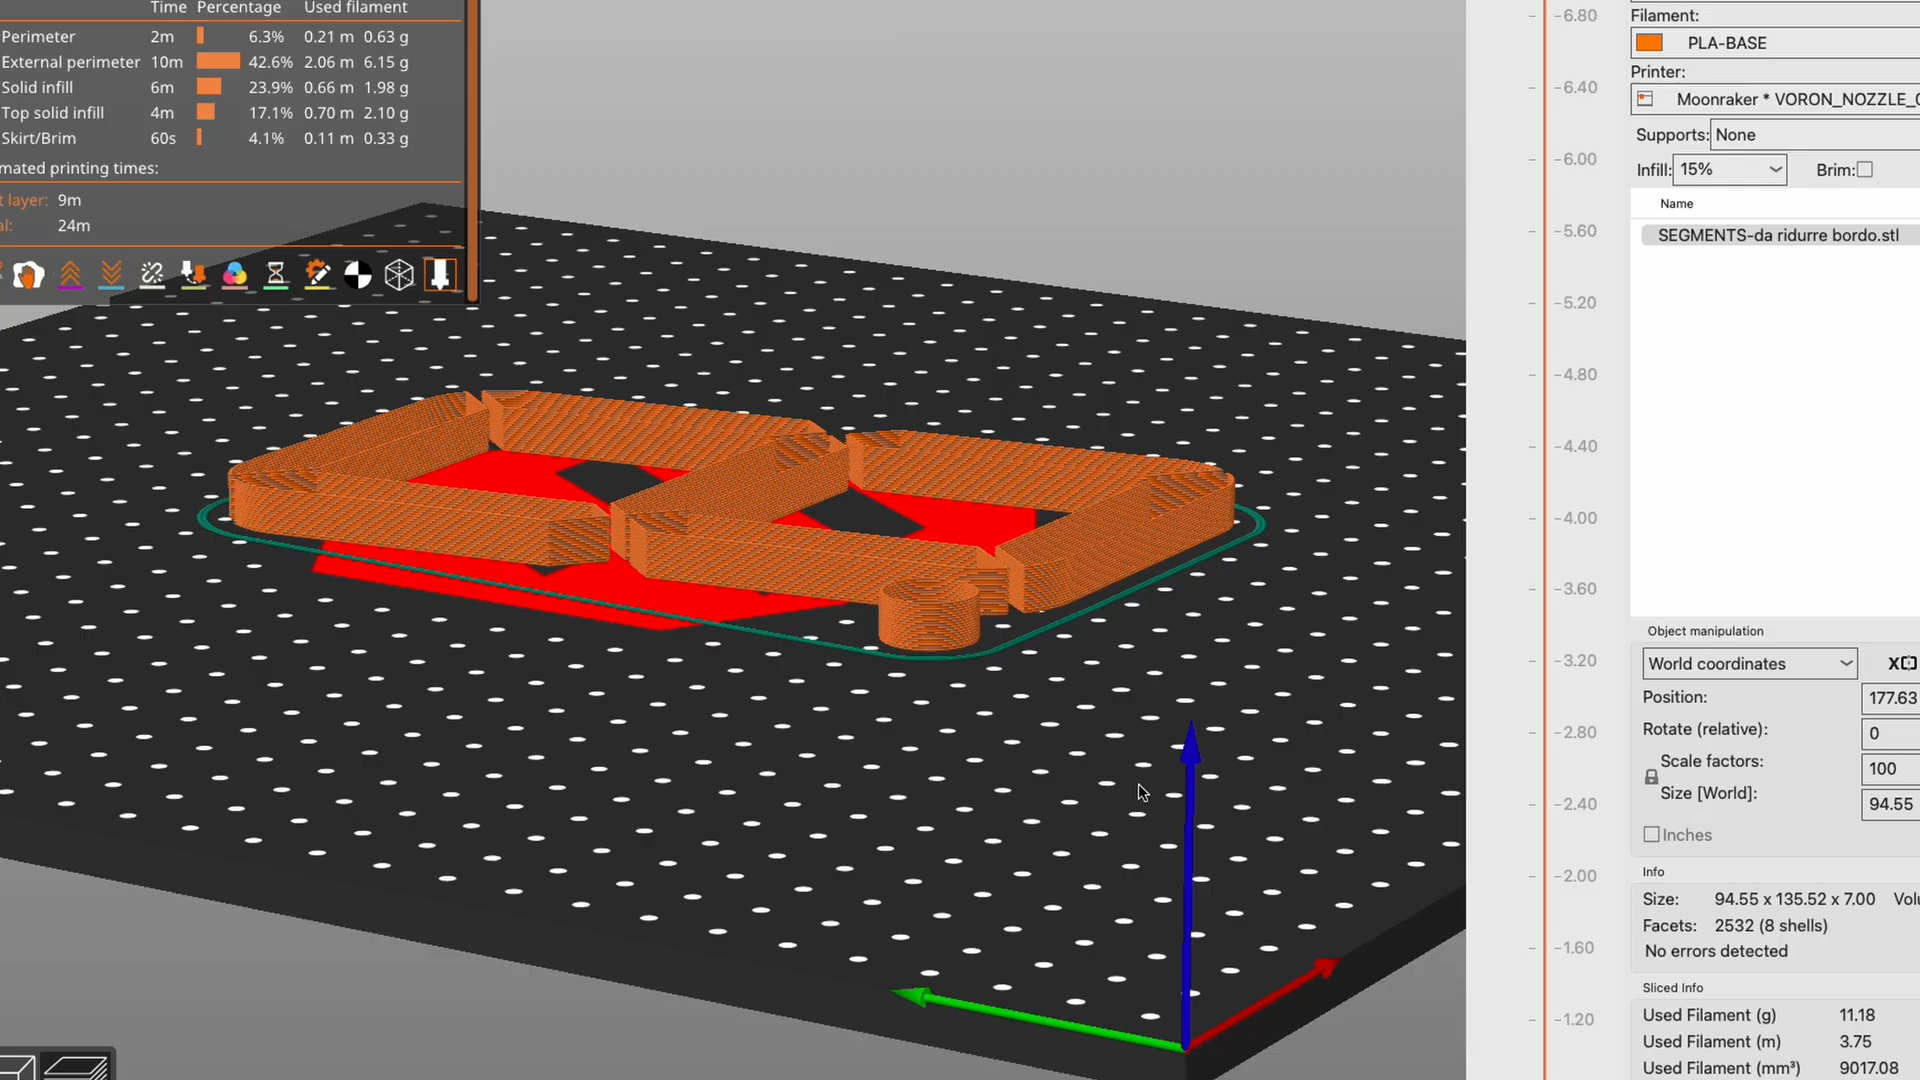 Time Percentage Used filament
Perimeter 2m 6.3% 0.21 m 0.63 g
External perimeter 10m 42.6% 2.06 m 6.15 g
Solid infill 6m 23.9% 0.66 m 1.98 g
Top solid infill 4m 17.1% 0.70 m 2.10 g
Skirt/Brim 60s 4.1% 0.11 m 0.33 g
mated printing times:
t layer: 9m
al: 24m
6.80
6.40
6.00
5.60
5.20
4.80
4.40
4.00
3.60
3.20
2.80
2.40
2.00
1.60
1.20
Filament:
PLA-BASE
Printer:
Moonraker * VORON_NOZZLE_0
Supports: None
Infill: 15% Brim:
Name
SEGMENTS-da ridurre bordo.stl
Object manipulation
World coordinates X
Position: 177.63
Rotate (relative): 0
Scale factors: 100
Size [World]: 94.55
Inches
Info
Size: 94.55 x 135.52 x 7.00 Volu
Facets: 2532 (8 shells)
No errors detected
Sliced Info
Used Filament (g) 11.18
Used Filament (m) 3.75
Used Filament (mm³) 9017.08